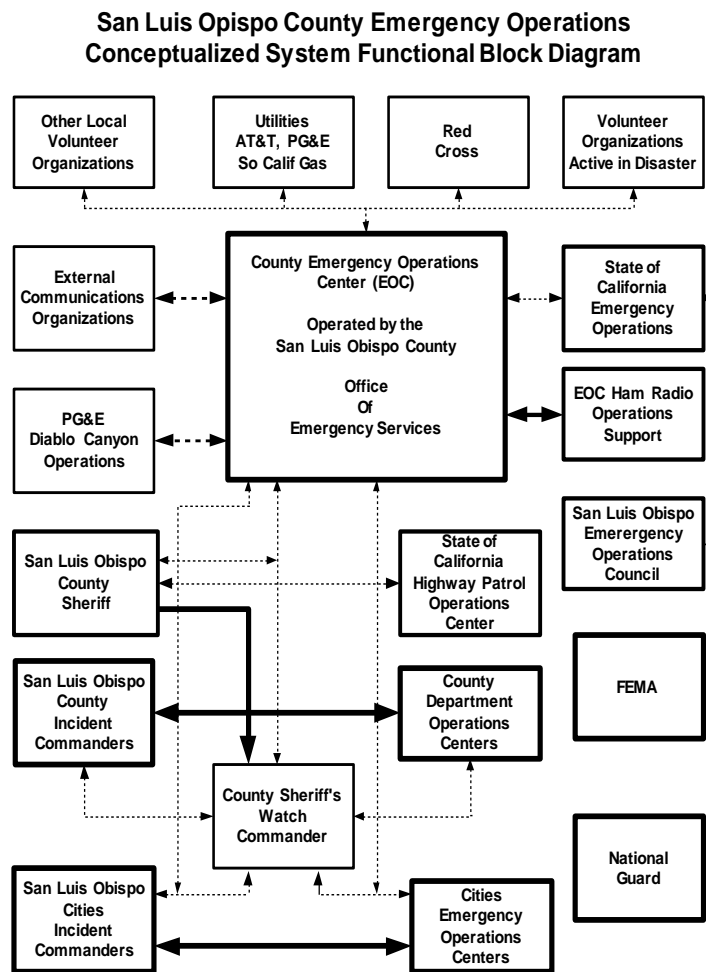 San Luis Opispo County Emergency Operations
Conceptualized System Functional Block Diagram
Other Local
Volunteer
Organizations
Utilities
AT&T, PG&E
So Calif Gas
Red
Cross
Volunteer
Organizations
Active in Disaster
External
Communications
Organizations
County Emergency Operations
Center (EOC)
Operated by the
San Luis Obispo County
Office
Of
Emergency Services
State of
California
Emergency
Operations
PG&E
Diablo Canyon
Operations
EOC Ham Radio
Operations
Support
San Luis Obispo
County
Sheriff
State of
California
Highway Patrol
Operations
Center
San Luis Obispo
Emerergency
Operations
Council
San Luis Obispo
County
Incident
Commanders
County
Department
Operations
Centers
FEMA
County Sheriff's
Watch
Commander
National
Guard
San Luis Obispo
Cities
Incident
Commanders
Cities
Emergency
Operations
Centers